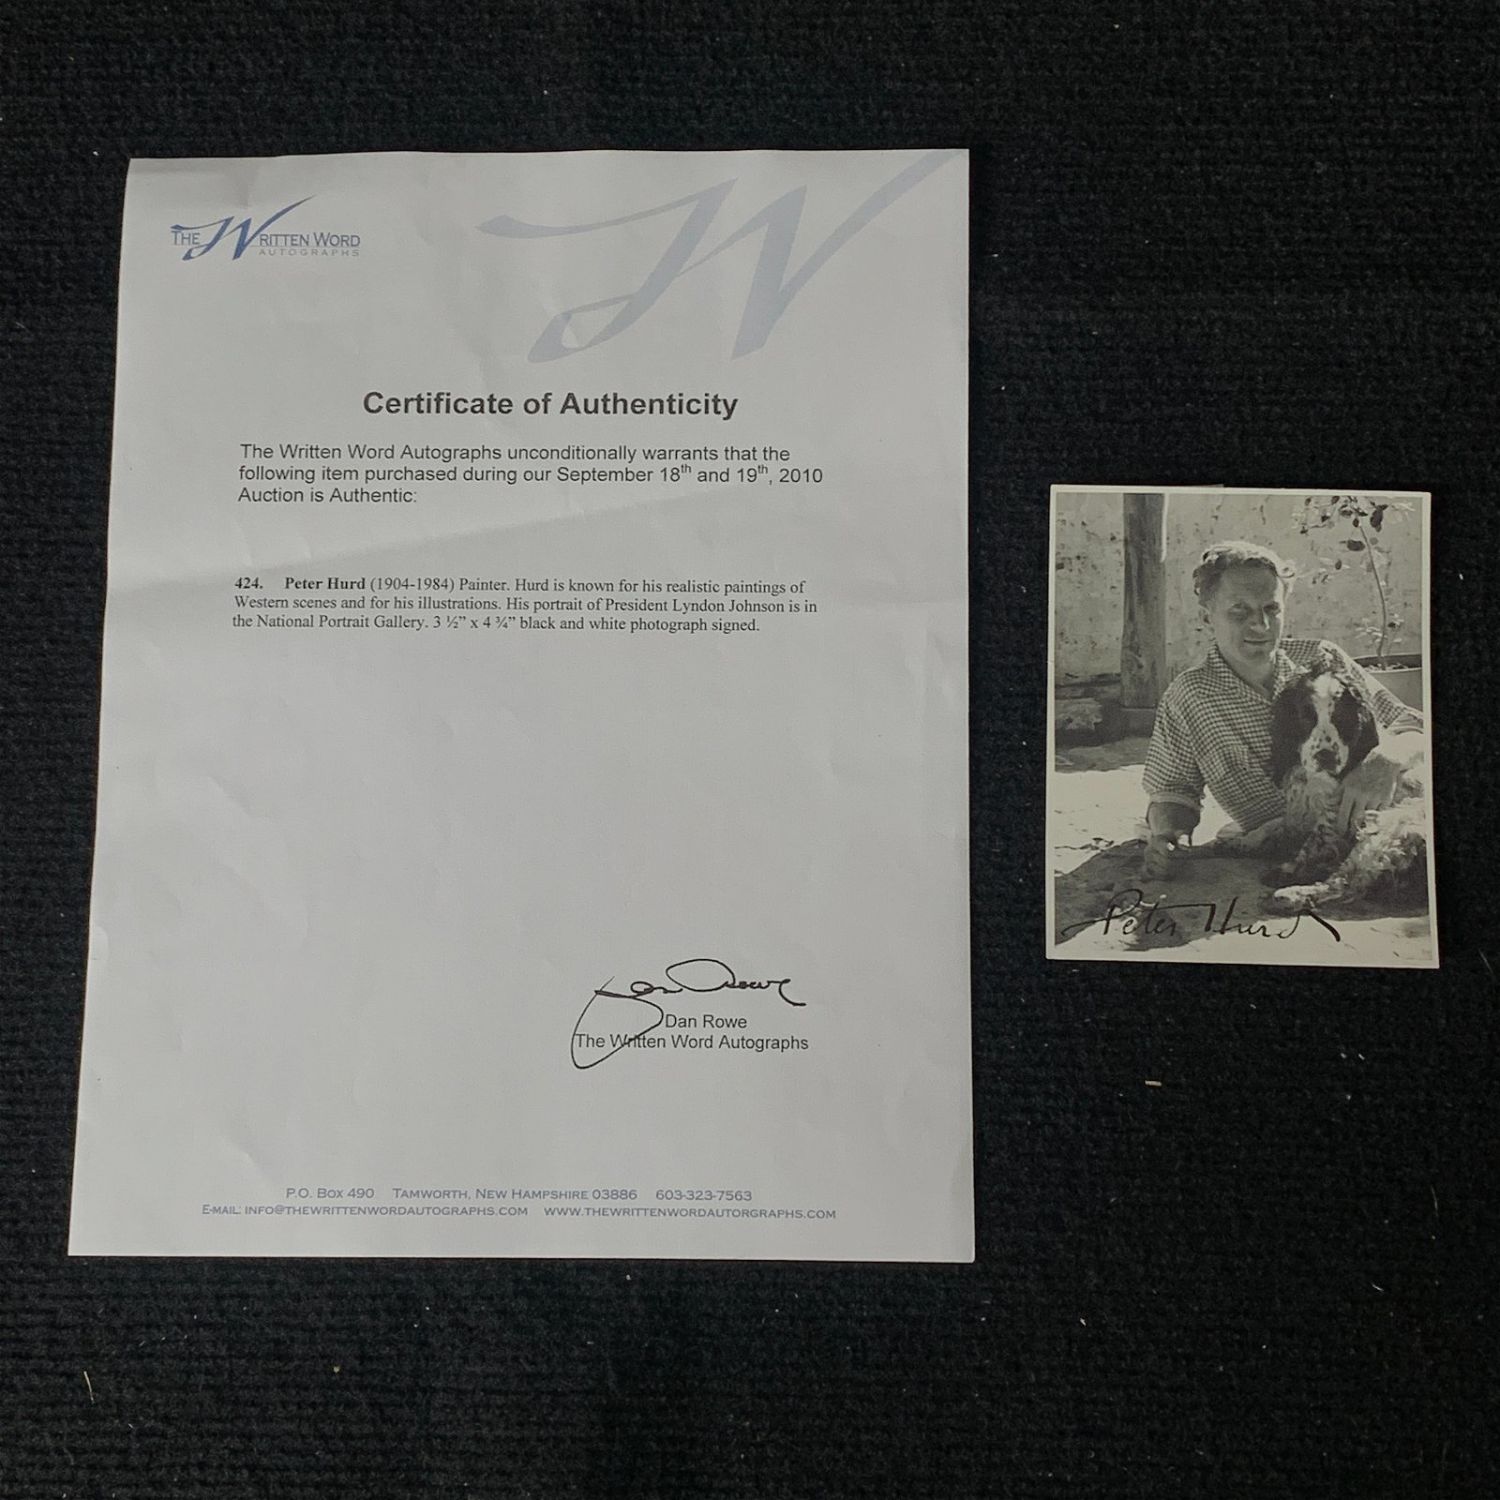 THE WRITTEN WORD
AUTOGRAPHS
W
Certificate of Authenticity
The Written Word Autographs unconditionally warrants that the
following item purchased during our September 18th and 19th, 2010
Auction is Authentic:
424. Peter Hurd (1904-1984) Painter. Hurd is known for his realistic paintings of
Western scenes and for his illustrations. His portrait of President Lyndon Johnson is in
the National Portrait Gallery. 3 ½” x 4 ¾” black and white photograph signed.
Dan Rowe
Dan Rowe
The Written Word Autographs
P.O. BOX 490 TAMWORTH, NEW HAMPSHIRE 03886 603-323-7563
E-MAIL: INFO@THEWRITTENWORDAUTOGRAPHS.COM WWW.THEWRITTENWORDAUTORGRAPHS.COM
Peter Hurd